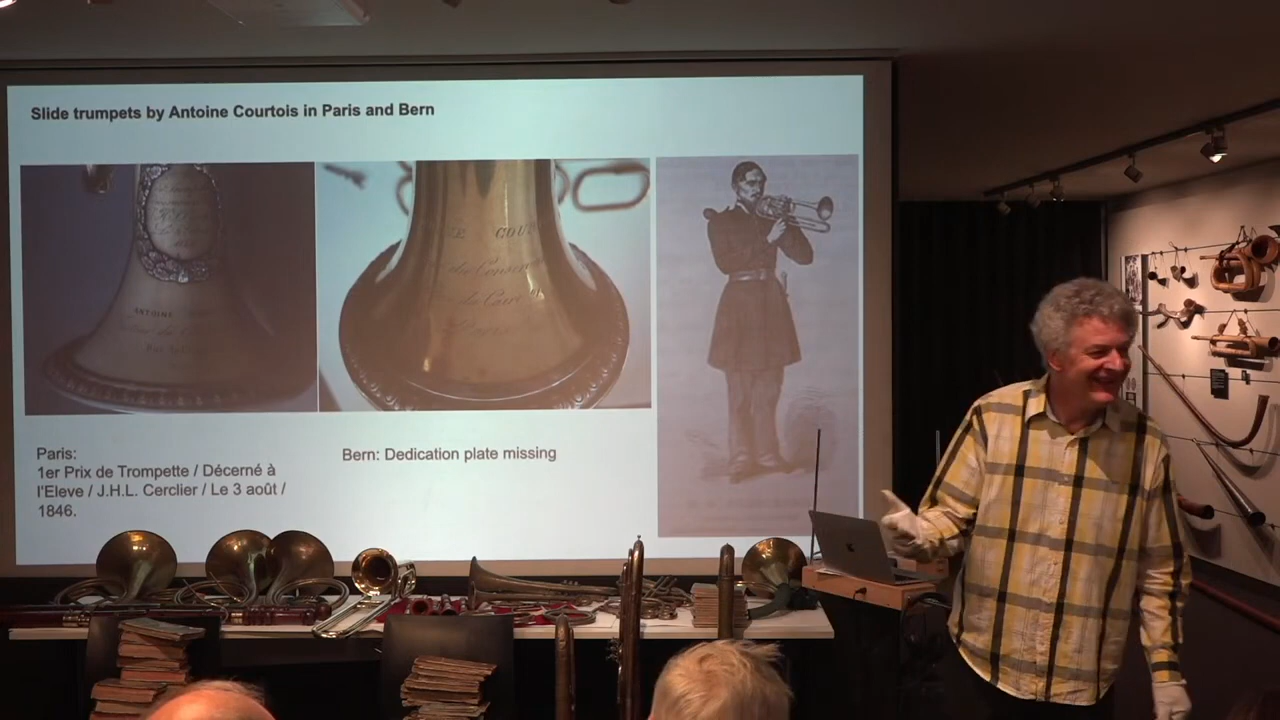 Slide trumpets by Antoine Courtois in Paris and Bern
ANTOINE
Paris:
1er Prix de Trompette / Décerné à
l'Eleve / J.H.L. Cerclier / Le 3 août /
1846.
Bern: Dedication plate missing